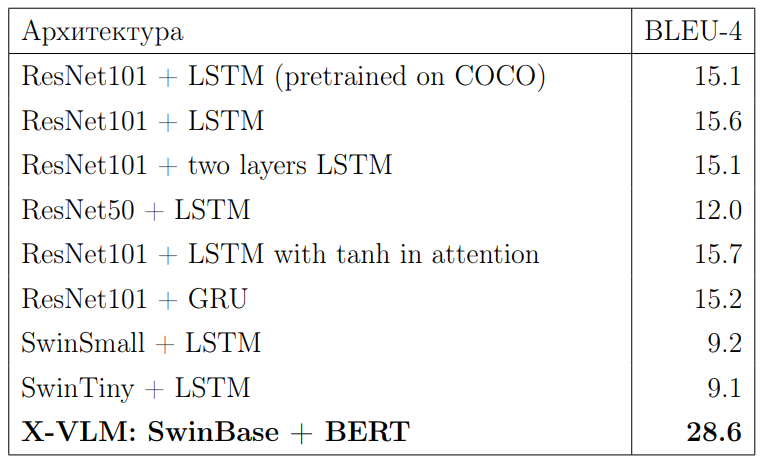 Архитектура BLEU-4
ResNet101 + LSTM (pretrained on COCO) 15.1
ResNet101 + LSTM 15.6
ResNet101 + two layers LSTM 15.1
ResNet50 + LSTM 12.0
ResNet101 + LSTM with tanh in attention 15.7
ResNet101 + GRU 15.2
SwinSmall + LSTM 9.2
SwinTiny + LSTM 9.1
X-VLM: SwinBase + BERT 28.6